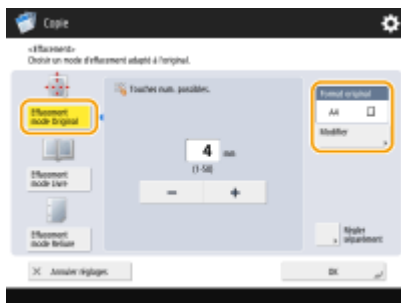 Copie
<Effacement>
Choisir un mode d'effacement adapté à l'original.
Effacement
mode Original
Effacement
mode Livre
Effacement
mode Reliure
Touches num. possibles.
4 mm
(1-50)
Format original
A4
Modifier
Régler
séparément
Annuler réglages
OK